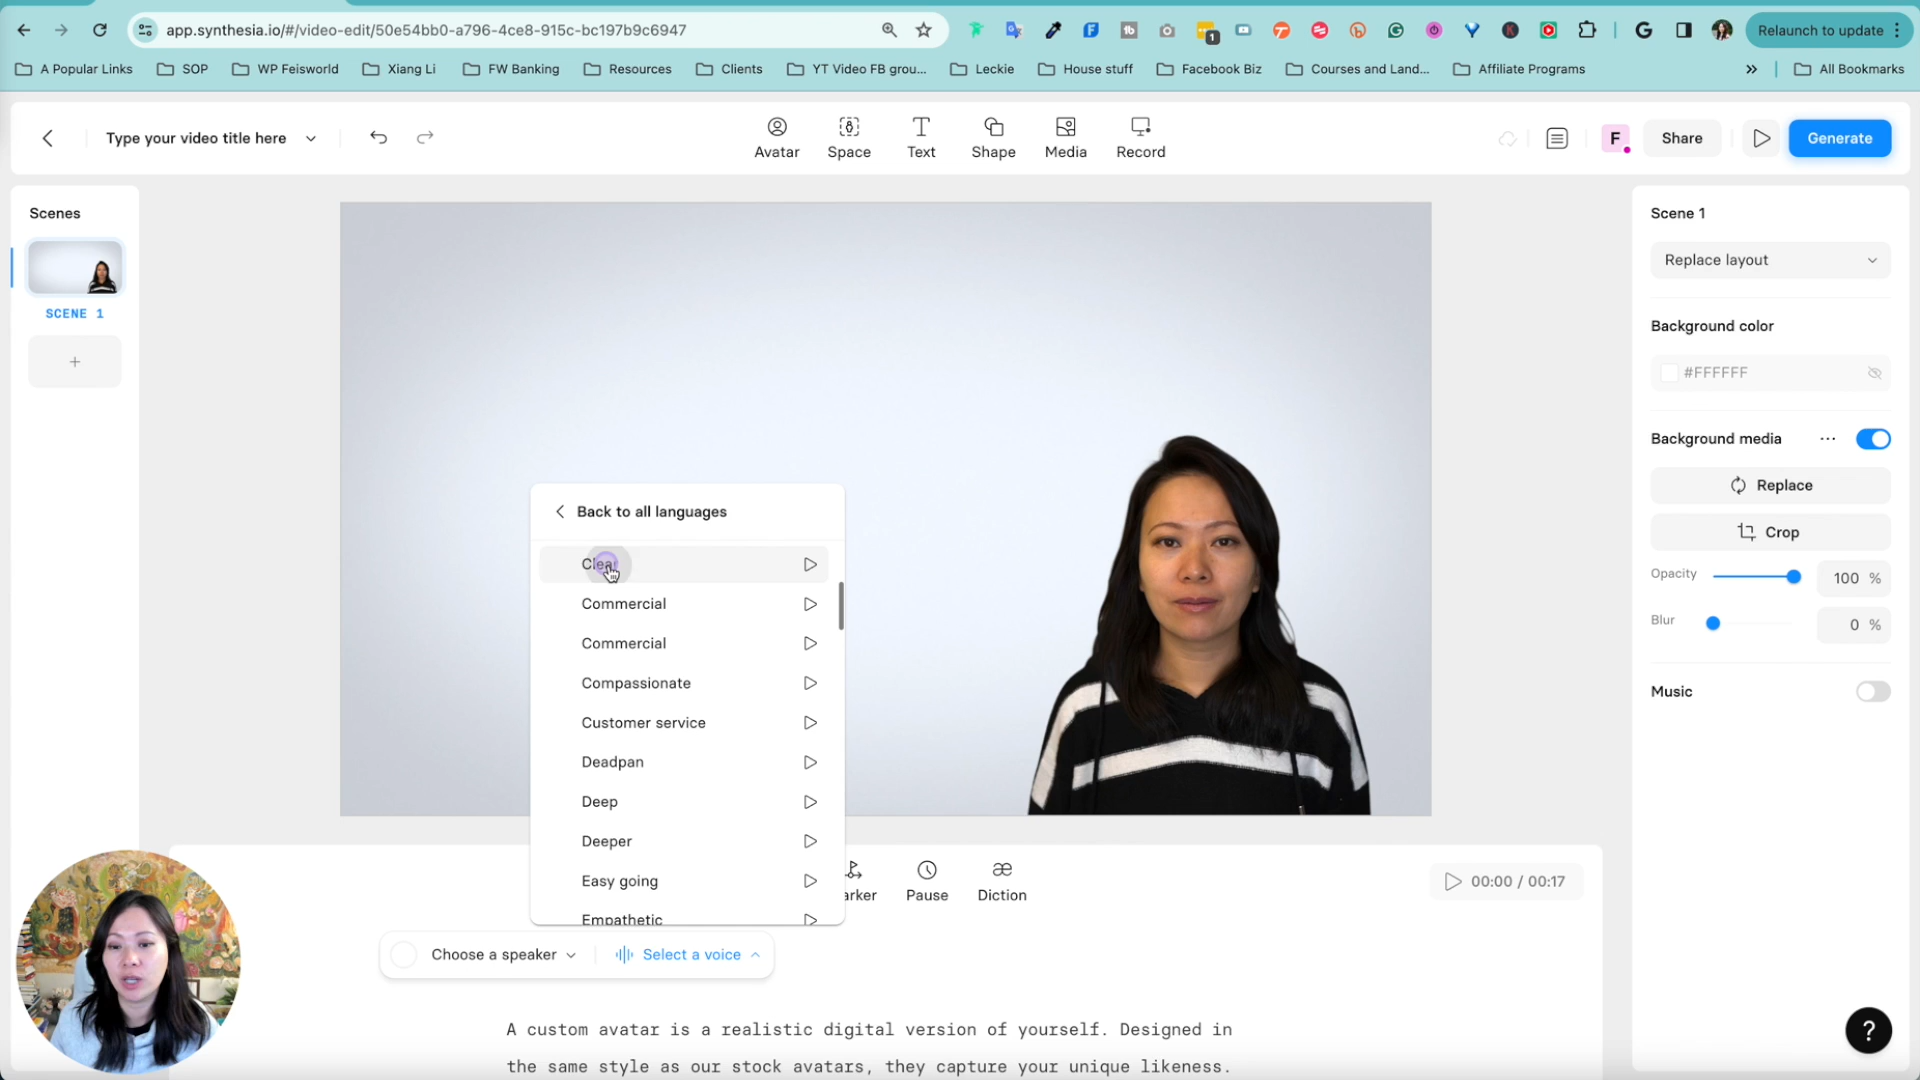 app.synthesia.io/#/video-edit/50e54bb0-a796-4ce8-915c-bc197b9c6947
1
Relaunch to update
A Popular Links
SOP
WP Feisworld
Xiang Li
FW Banking
Resources
Clients
YT Video FB grou...
Leckie
House stuff
Facebook Biz
Courses and Land...
Affiliate Programs
All Bookmarks
Type your video title here
Avatar
Space
Text
Shape
Media
Record
F
Share
Generate
Scenes
SCENE 1
Scene 1
Replace layout
Background color
#FFFFFF
Background media
Replace
Crop
Opacity
100 %
Blur
0 %
Music
Back to all languages
Clear
Commercial
Commercial
Compassionate
Customer service
Deadpan
Deep
Deeper
Easy going
Empathetic
arker
Pause
Diction
00:00 / 00:17
Choose a speaker
Select a voice
A custom avatar is a realistic digital version of yourself. Designed in
the same style as our stock avatars, they capture your unique likeness.
?